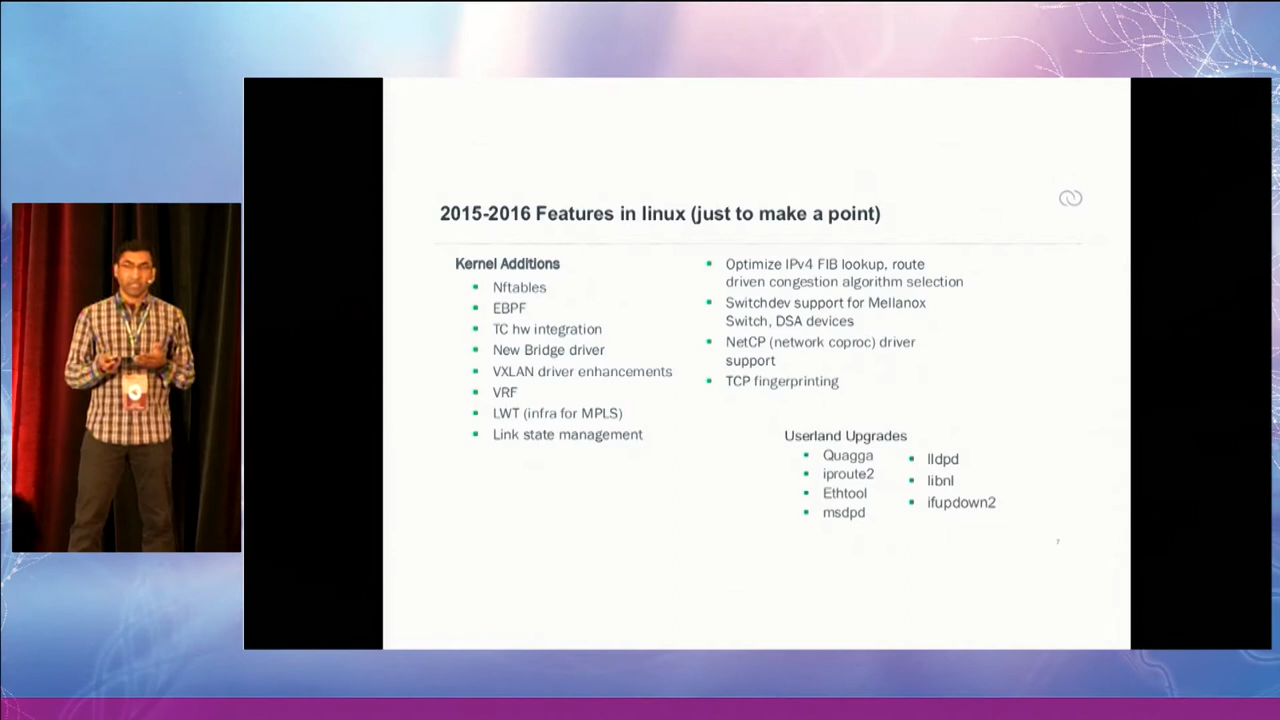 2015-2016 Features in linux (just to make a point)
Kernel Additions
Nftables
EBPF
TC hw integration
New Bridge driver
VXLAN driver enhancements
VRF
LWT (infra for MPLS)
Link state management
Optimize IPv4 FIB lookup, route
driven congestion algorithm selection
Switchdev support for Mellanox
Switch, DSA devices
NetCP (network coproc) driver
support
TCP fingerprinting
Userland Upgrades
Quagga
iproute2
Ethtool
msdpd
lldpd
libnl
ifupdown2
7